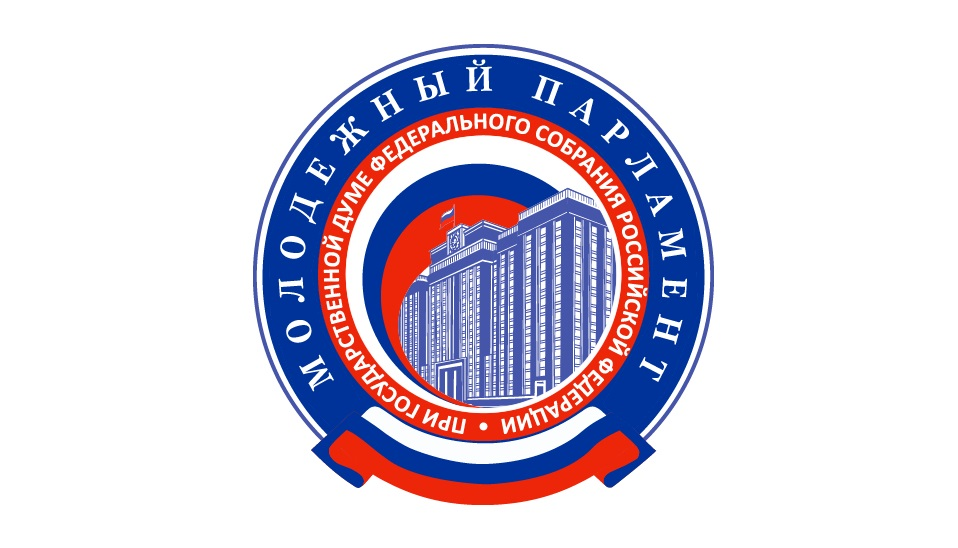 МОЛОДЕЖНЫЙ ПАРЛАМЕНТ
ПРИ ГОСУДАРСТВЕННОЙ ДУМЕ ФЕДЕРАЛЬНОГО СОБРАНИЯ РОССИЙСКОЙ ФЕДЕРАЦИИ •